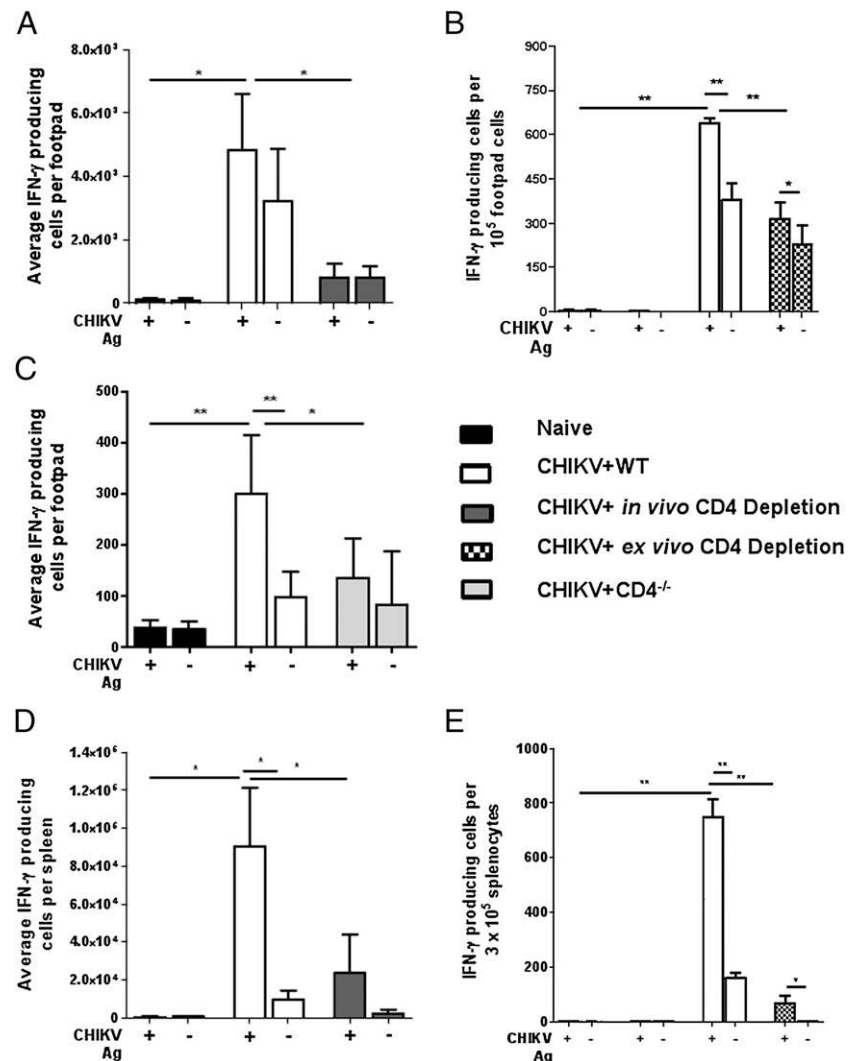 A
Average IFN-γ producing
cells per footpad
8.0×10³
6.0×10³
4.0×10³
2.0×10³
0
* *
CHIKV + - + - + -
Ag
B
IFN-γ producing cells per
10⁵ footpad cells
900
750
600
450
300
150
0
** ** ** *
CHIKV + - + - + - + -
Ag
C
Average IFN-γ producing
cells per footpad
500
400
300
200
100
0
** ** *
CHIKV + - + - + -
Ag
Naive
CHIKV+WT
CHIKV+ in vivo CD4 Depletion
CHIKV+ ex vivo CD4 Depletion
CHIKV+CD4⁻/⁻
D
Average IFN-γ producing
cells per spleen
1.4×10⁶
1.2×10⁶
1.0×10⁶
8.0×10⁴
6.0×10⁴
4.0×10⁴
2.0×10⁴
0
* * *
CHIKV + - + - + -
Ag
E
IFN-γ producing cells per
3 x 10⁵ splenocytes
1000
800
600
400
200
0
** ** ** *
CHIKV + - + - + - + -
Ag